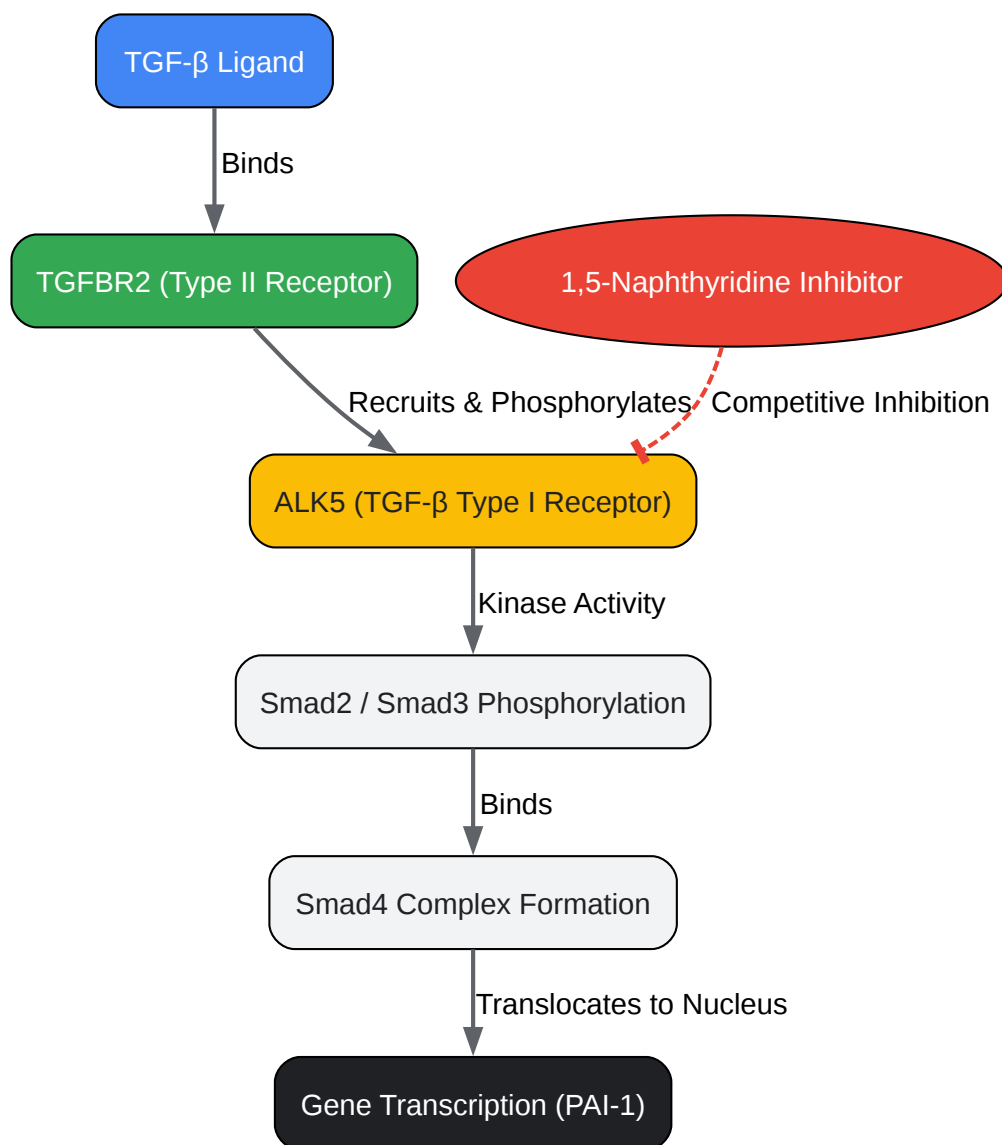 TGF-β Ligand
Binds
TGFBR2 (Type II Receptor)
1,5-Naphthyridine Inhibitor
Recruits & Phosphorylates
Competitive Inhibition
ALK5 (TGF-β Type I Receptor)
Kinase Activity
Smad2 / Smad3 Phosphorylation
Binds
Smad4 Complex Formation
Translocates to Nucleus
Gene Transcription (PAI-1)